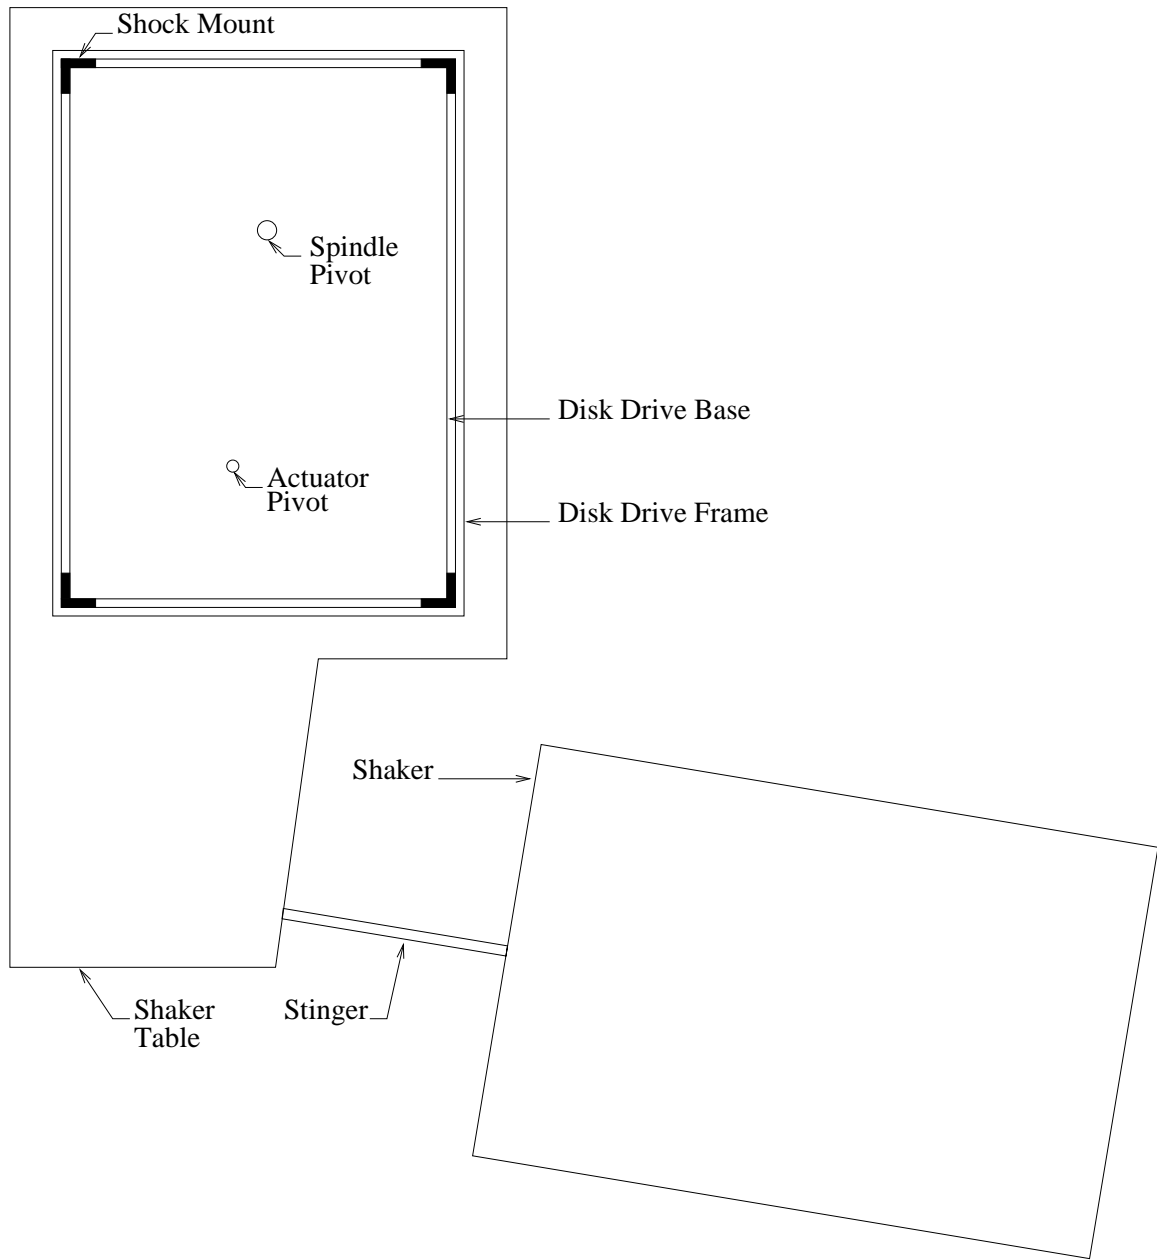 Shock Mount
Spindle
Pivot
Disk Drive Base
Actuator
Pivot
Disk Drive Frame
Shaker
Shaker
Table
Stinger